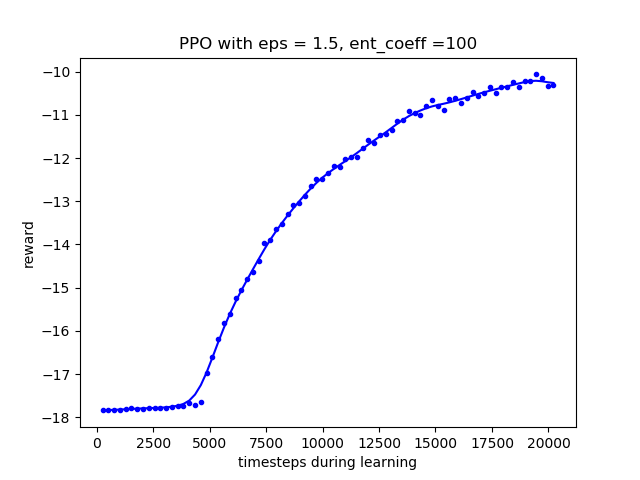 PPO with eps = 1.5, ent_coeff =100
reward
−10
−11
−12
−13
−14
−15
−16
−17
−18
0 2500 5000 7500 10000 12500 15000 17500 20000
timesteps during learning